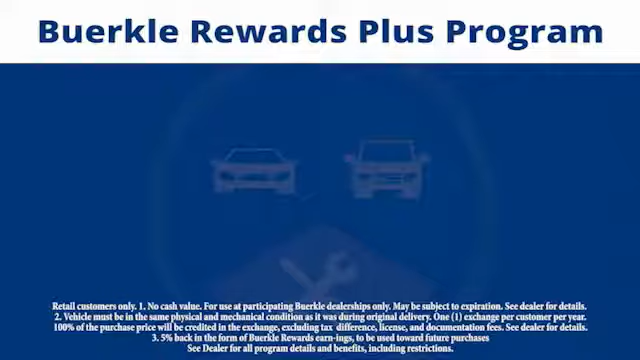 Buerkle Rewards Plus Program
Retail customers only. 1. No cash value. For use at participating Buerkle dealerships only. May be subject to expiration. See dealer for details.
2. Vehicle must be in the same physical and mechanical condition as it was during original delivery. One (1) exchange per customer per year.
100% of the purchase price will be credited in the exchange, excluding tax difference, license, and documentation fees. See dealer for details.
3. 5% back in the form of Buerkle Rewards earn-ings, to be used toward future purchases
See Dealer for all program details and benefits, including restrictions.